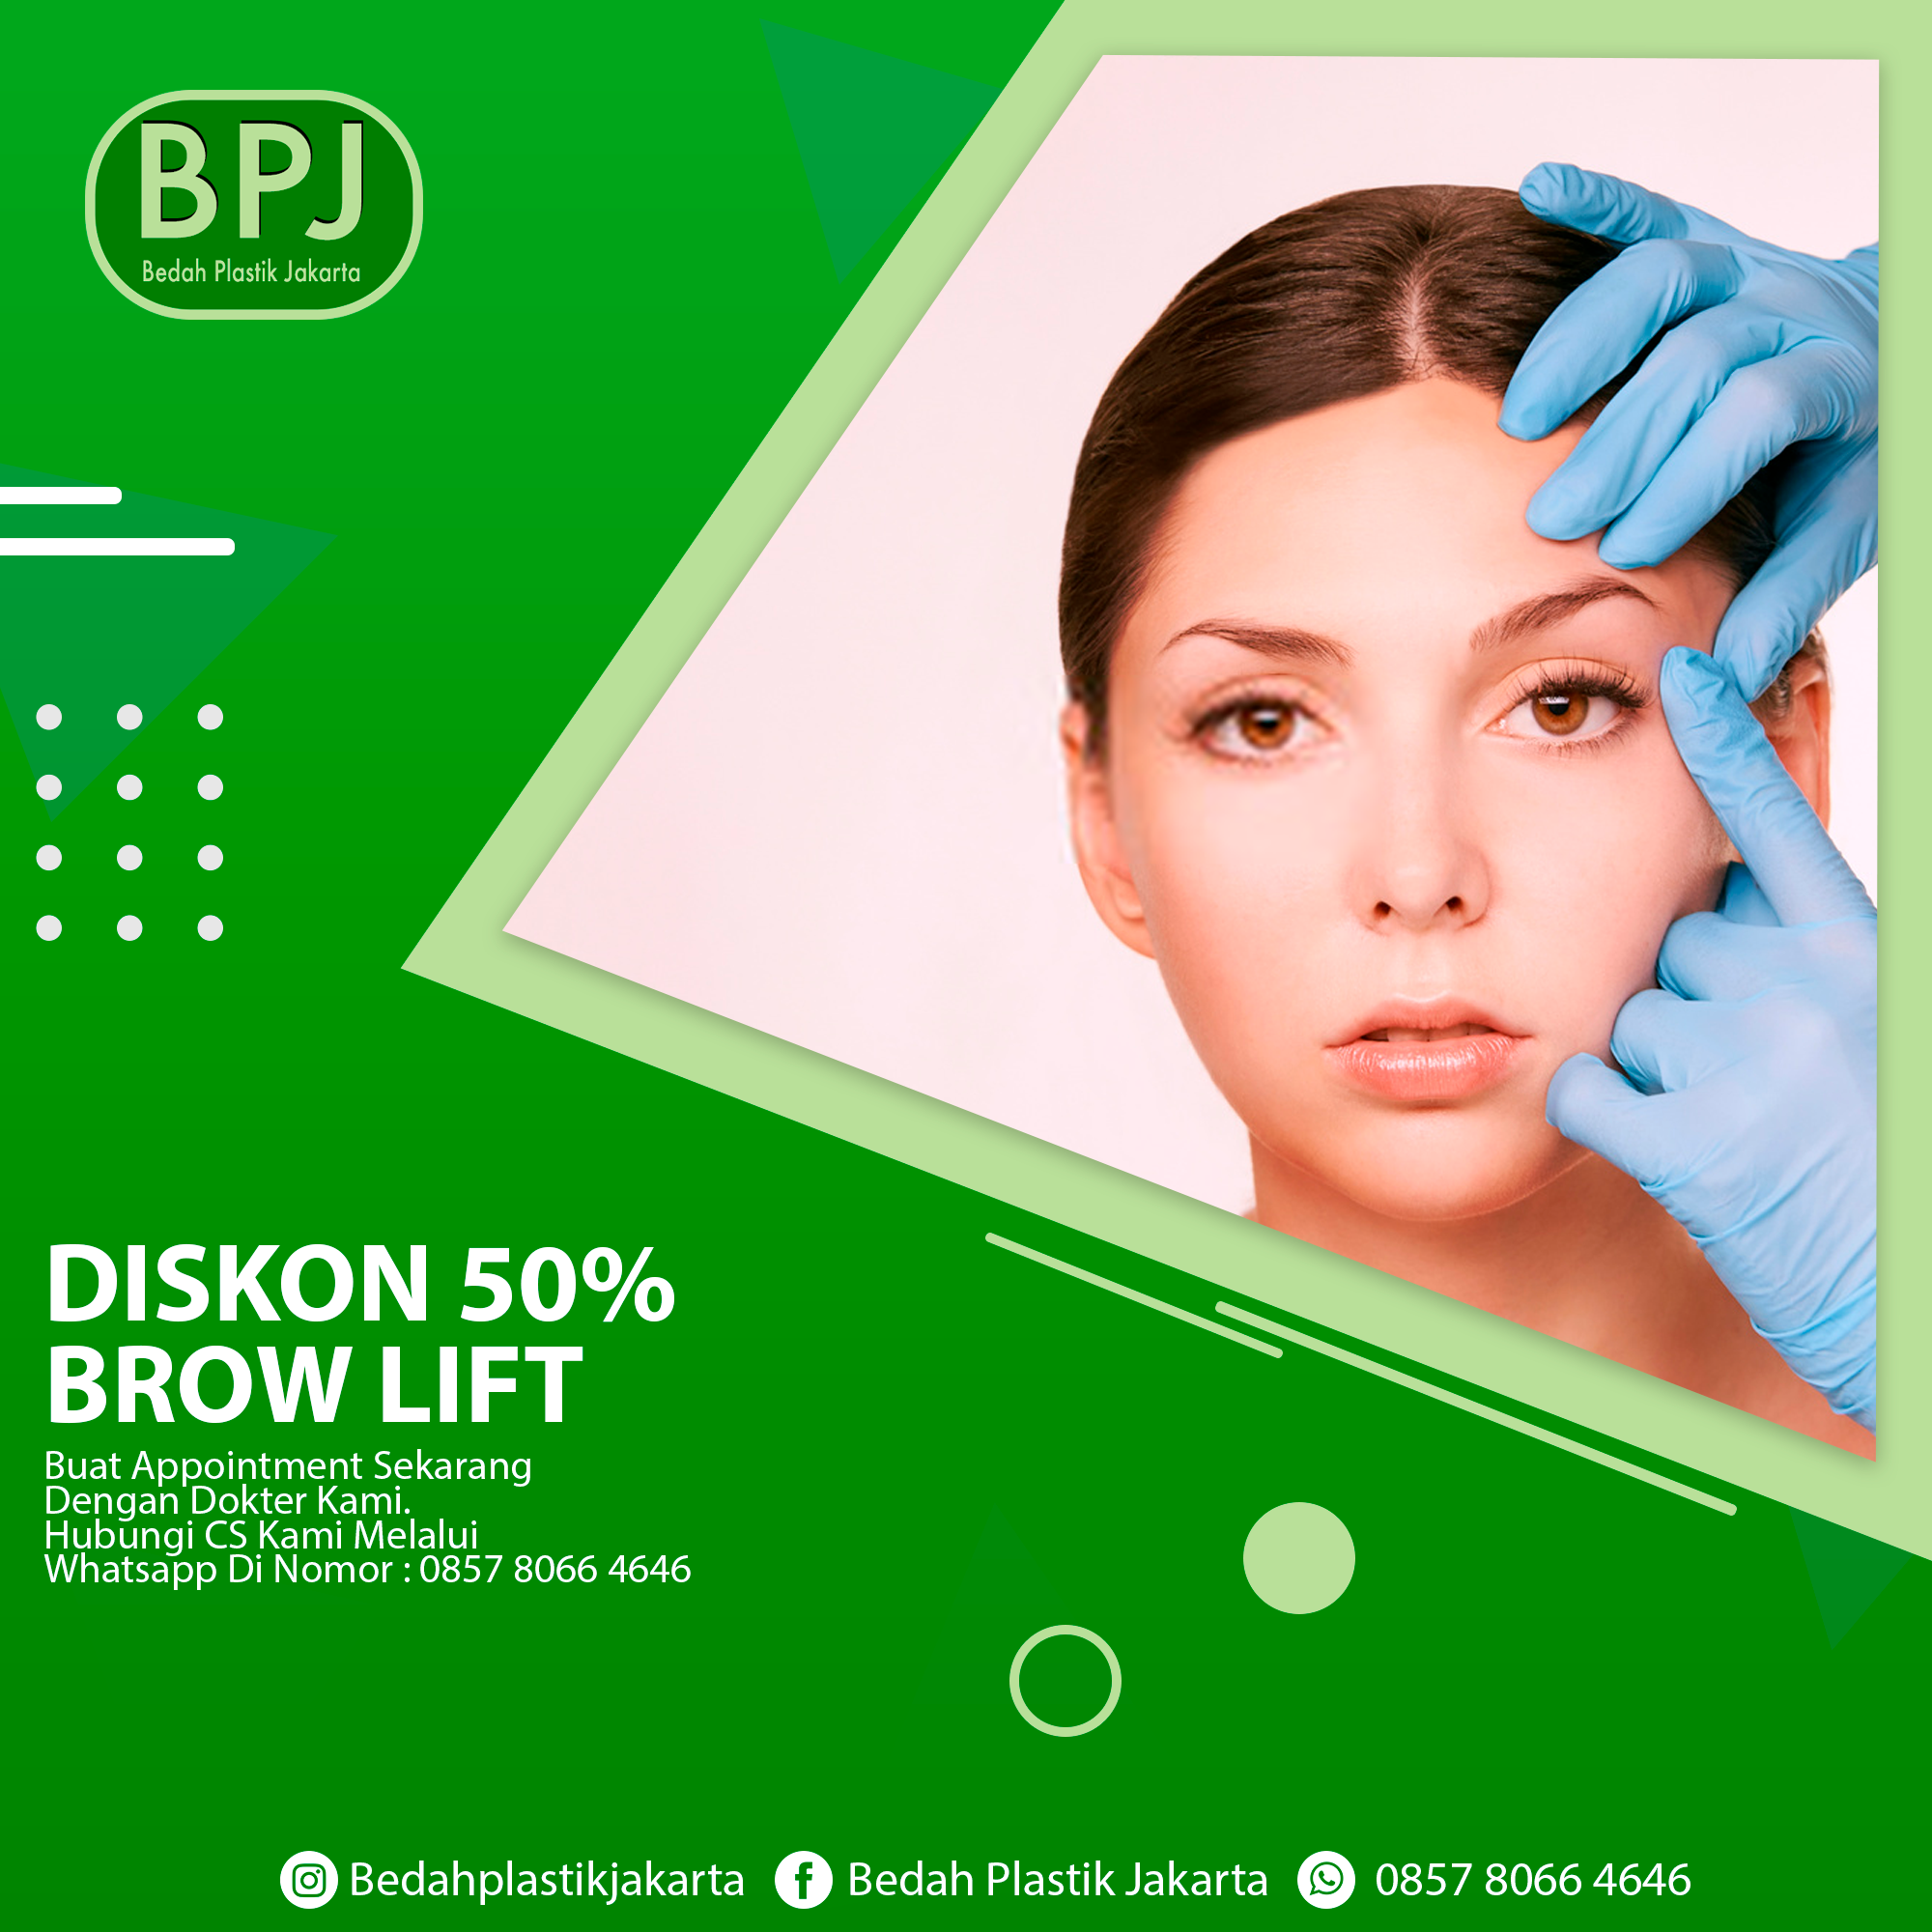 BPJ
Bedah Plastik Jakarta
DISKON 50%
BROW LIFT
Buat Appointment Sekarang
Dengan Dokter Kami.
Hubungi CS Kami Melalui
Whatsapp Di Nomor : 0857 8066 4646
Bedahplastikjakarta Bedah Plastik Jakarta 0857 8066 4646